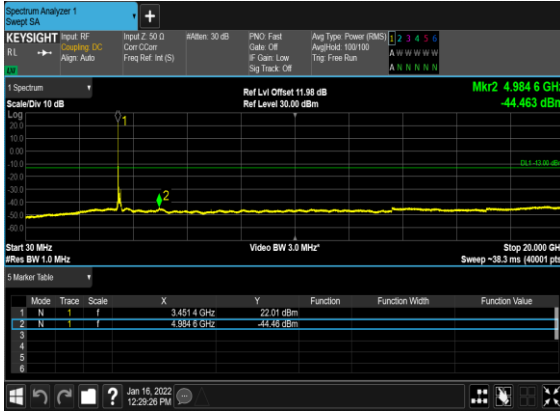 Spectrum Analyzer 1
Swept SA
+
KEYSIGHT Input: RF Input Z: 50 Ω #Atten: 30 dB PNO: Fast Avg Type: Power (RMS) 1 2 3 4 5 6
RL Coupling: DC Corr CCorr Gate: Off Avg|Hold: 100/100 A W W W W W
Align: Auto Freq Ref: Int (S) IF Gain: Low Trig: Free Run
Sig Track: Off A N N N N N
1 Spectrum Ref Lvl Offset 11.98 dB Mkr2 4.984 6 GHz
Scale/Div 10 dB Ref Level 30.00 dBm -44.463 dBm
Log
20.0
10.0
0.00
-10.0
-20.0
-30.0
-40.0
-50.0
-60.0
1
2
DL1 -13.00 dBm
Start 30 MHz Video BW 3.0 MHz* Stop 20.000 GHz
#Res BW 1.0 MHz Sweep ~38.3 ms (40001 pts)
5 Marker Table
Mode Trace Scale X Y Function Function Width Function Value
1 N 1 f 3.451 4 GHz 22.01 dBm
2 N 1 f 4.984 6 GHz -44.46 dBm
3
4
5
6
? Jan 16, 2022
12:29:26 PM